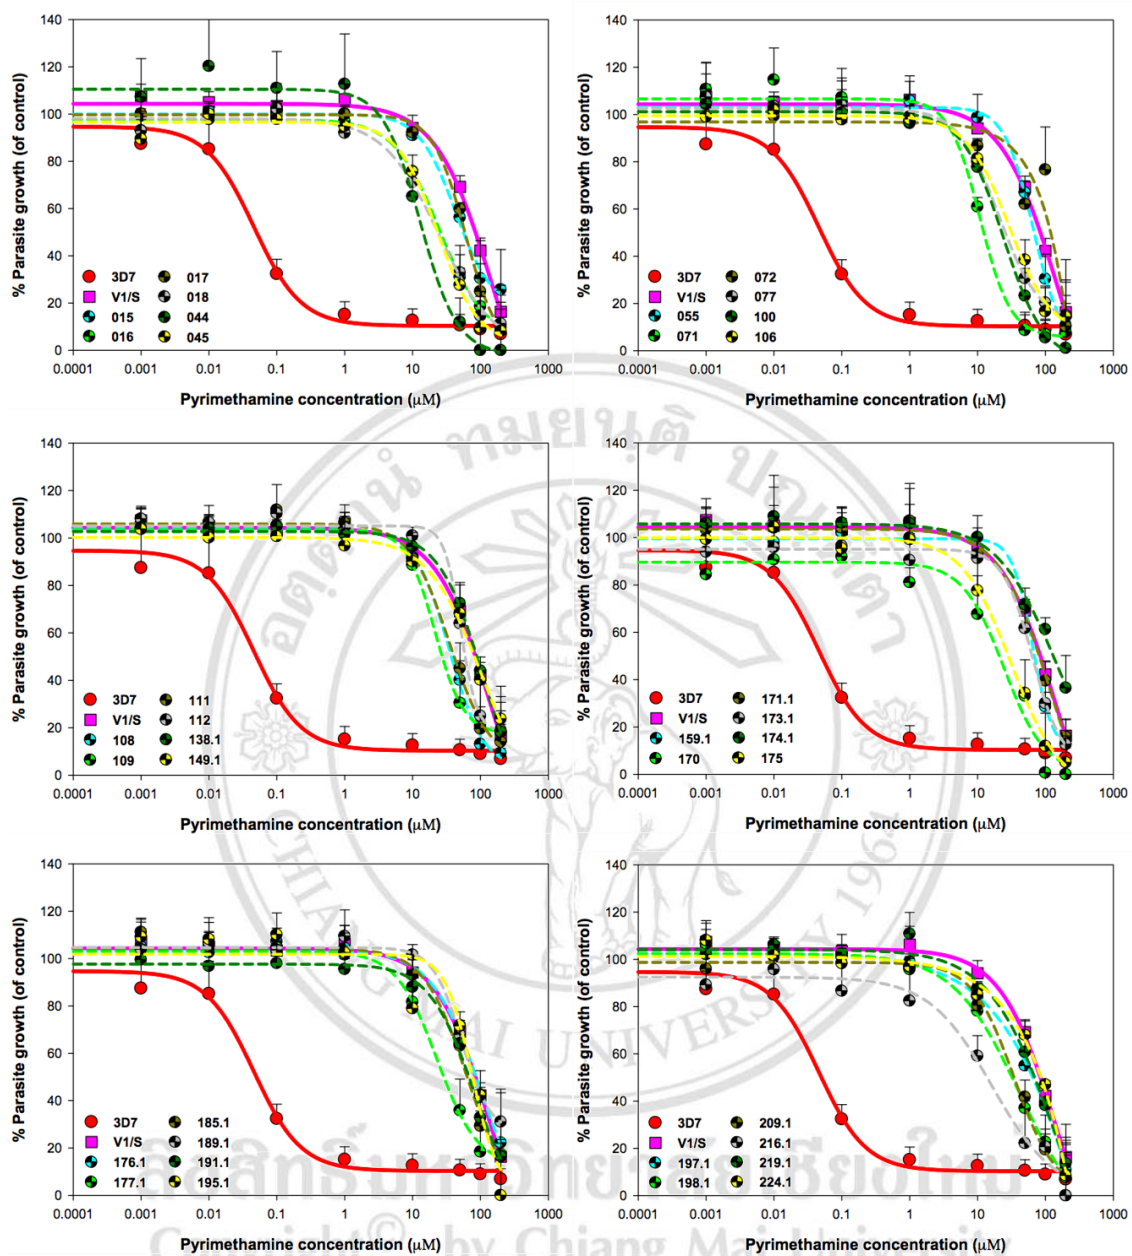 140
120
100
80
60
40
20
0
% Parasite growth (of control)
3D7
V1/S
015
016
017
018
044
045
0.0001 0.001 0.01 0.1 1 10 100 1000
Pyrimethamine concentration (µM)
140
120
100
80
60
40
20
0
% Parasite growth (of control)
3D7
V1/S
055
071
072
077
100
106
0.0001 0.001 0.01 0.1 1 10 100 1000
Pyrimethamine concentration (µM)
140
120
100
80
60
40
20
0
% Parasite growth (of control)
3D7
V1/S
108
109
111
112
138.1
149.1
0.0001 0.001 0.01 0.1 1 10 100 1000
Pyrimethamine concentration (µM)
140
120
100
80
60
40
20
0
% Parasite growth (of control)
3D7
V1/S
159.1
170
171.1
173.1
174.1
175
0.0001 0.001 0.01 0.1 1 10 100 1000
Pyrimethamine concentration (µM)
140
120
100
80
60
40
20
0
% Parasite growth (of control)
3D7
V1/S
176.1
177.1
185.1
189.1
191.1
195.1
0.0001 0.001 0.01 0.1 1 10 100 1000
Pyrimethamine concentration (µM)
140
120
100
80
60
40
20
0
% Parasite growth (of control)
3D7
V1/S
197.1
198.1
209.1
216.1
219.1
224.1
0.0001 0.001 0.01 0.1 1 10 100 1000
Pyrimethamine concentration (µM)
CHIANG MAI UNIVERSITY 1964
Copyright© by Chiang Mai University